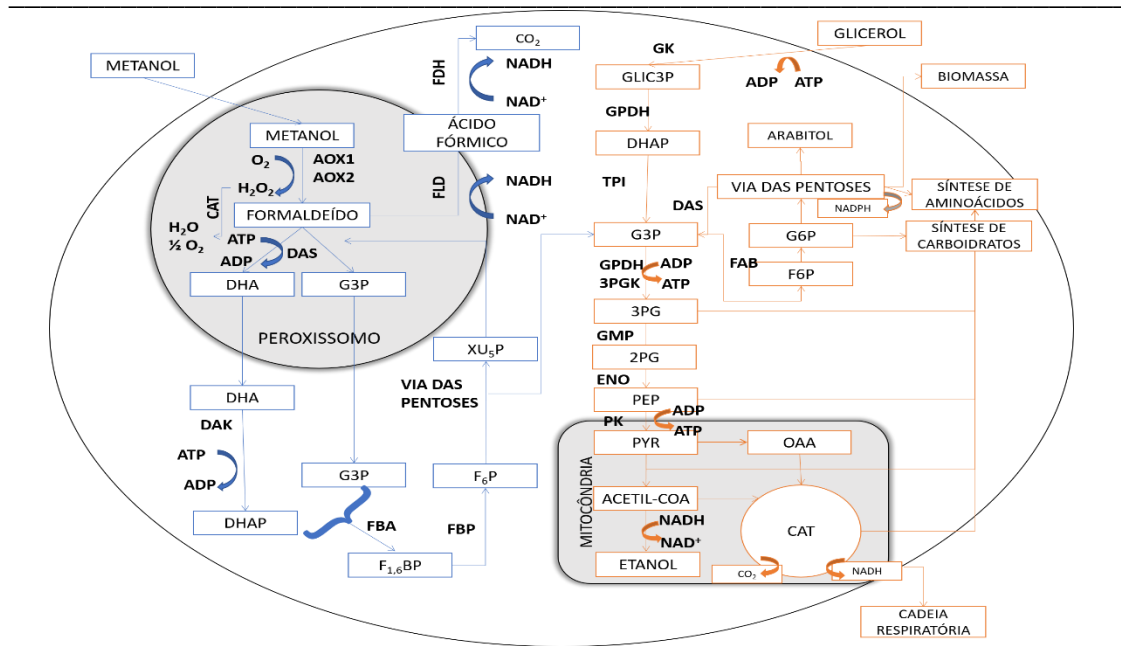 METANOL
METANOL
O₂
AOX1
AOX2
H₂O₂
CAT
FORMALDEÍDO
H₂O
½ O₂
ATP
ADP
DAS
DHA
G3P
PEROXISSOMO
DHA
DAK
ATP
ADP
DHAP
G3P
FBA
F₁,₆BP
FBP
F₆P
VIA DAS
PENTOSES
XU₅P
CO₂
FDH
NADH
NAD⁺
ÁCIDO
FÓRMICO
FLD
NADH
NAD⁺
GLICEROL
GK
ADP
ATP
GLIC3P
GPDH
DHAP
TPI
G3P
DAS
FAB
BIOMASSA
ARABITOL
VIA DAS PENTOSES
NADPH
SÍNTESE DE
AMINOÁCIDOS
G6P
SÍNTESE DE
CARBOIDRATOS
F6P
GPDH
3PGK
ADP
ATP
3PG
GMP
2PG
ENO
PEP
PK
ADP
ATP
MITOCÔNDRIA
PYR
OAA
ACETIL-COA
NADH
NAD⁺
ETANOL
CAT
CO₂
NADH
CADEIA
RESPIRATÓRIA